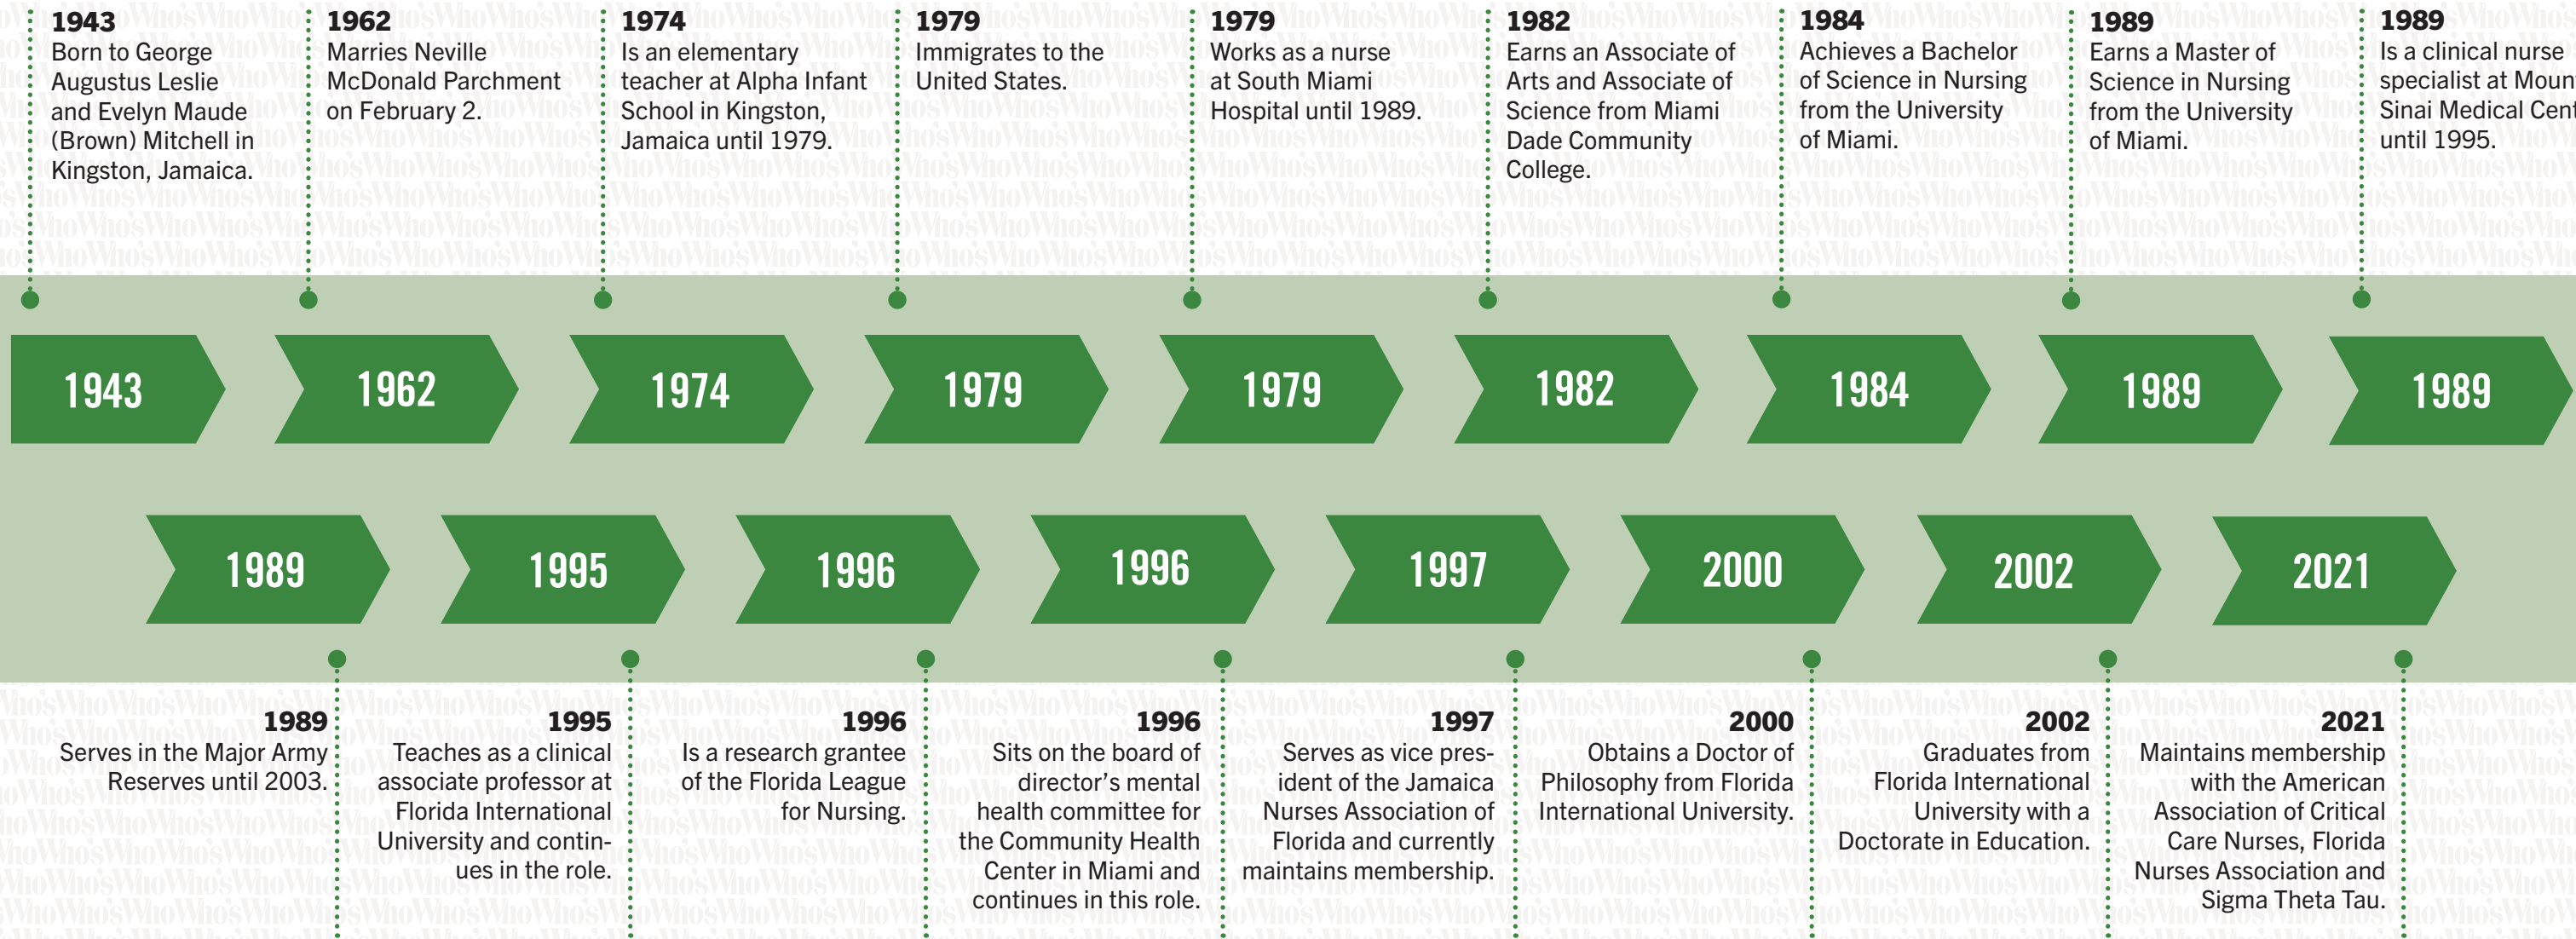 1943
Born to George
Augustus Leslie
and Evelyn Maude
(Brown) Mitchell in
Kingston, Jamaica.
1962
Marries Neville
McDonald Parchment
on February 2.
1974
Is an elementary
teacher at Alpha Infant
School in Kingston,
Jamaica until 1979.
1979
Immigrates to the
United States.
1979
Works as a nurse
at South Miami
Hospital until 1989.
1982
Earns an Associate of
Arts and Associate of
Science from Miami
Dade Community
College.
1984
Achieves a Bachelor
of Science in Nursing
from the University
of Miami.
1989
Earns a Master of
Science in Nursing
from the University
of Miami.
1989
Is a clinical nurse
specialist at Moun
Sinai Medical Cent
until 1995.
1943
1962
1974
1979
1979
1982
1984
1989
1989
1989
1995
1996
1996
1997
2000
2002
2021
1989
Serves in the Major Army
Reserves until 2003.
1995
Teaches as a clinical
associate professor at
Florida International
University and contin-
ues in the role.
1996
Is a research grantee
of the Florida League
for Nursing.
1996
Sits on the board of
director's mental
health committee for
the Community Health
Center in Miami and
continues in this role.
1997
Serves as vice pres-
ident of the Jamaica
Nurses Association of
Florida and currently
maintains membership.
2000
Obtains a Doctor of
Philosophy from Florida
International University.
2002
Graduates from
Florida International
University with a
Doctorate in Education.
2021
Maintains membership
with the American
Association of Critical
Care Nurses, Florida
Nurses Association and
Sigma Theta Tau.